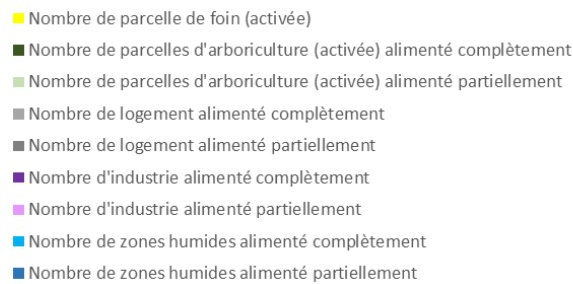 Nombre de parcelle de foin (activée)
Nombre de parcelles d'arboriculture (activée) alimenté complètement
Nombre de parcelles d'arboriculture (activée) alimenté partiellement
Nombre de logement alimenté complètement
Nombre de logement alimenté partiellement
Nombre d'industrie alimenté complètement
Nombre d'industrie alimenté partiellement
Nombre de zones humides alimenté complètement
Nombre de zones humides alimenté partiellement